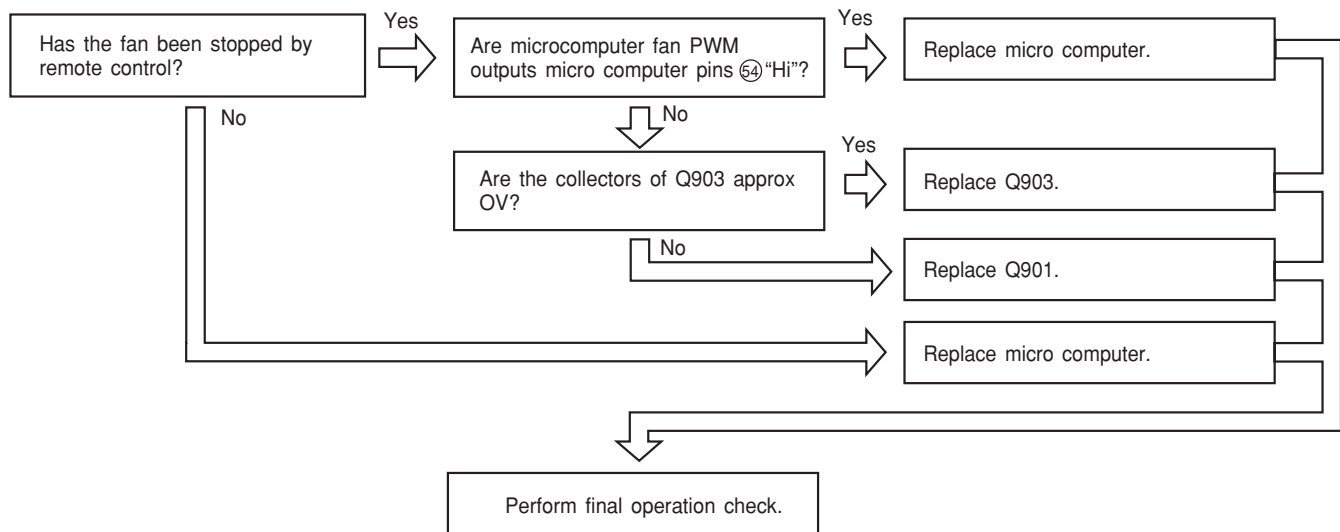 Has the fan been stopped by
remote control?
Yes
Are microcomputer fan PWM
outputs micro computer pins 54 “Hi”?
Yes
Replace micro computer.
No
No
Are the collectors of Q903 approx
OV?
Yes
Replace Q903.
No
Replace Q901.
Replace micro computer.
Perform final operation check.